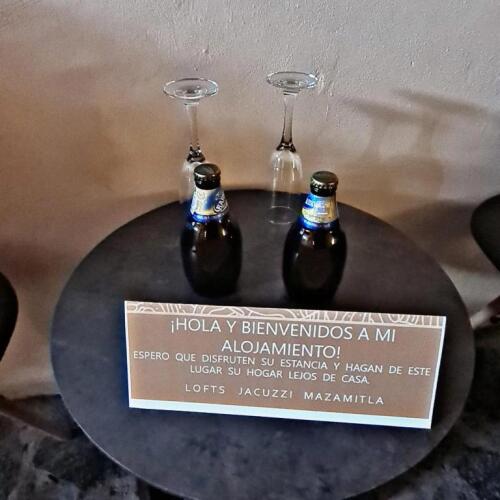 ¡HOLA Y BIENVENIDOS A MI
ALOJAMIENTO!
ESPERO QUE DISFRUTEN SU ESTANCIA Y HAGAN DE ESTE
LUGAR SU HOGAR LEJOS DE CASA.
LOFTS JACUZZI MAZAMITLA